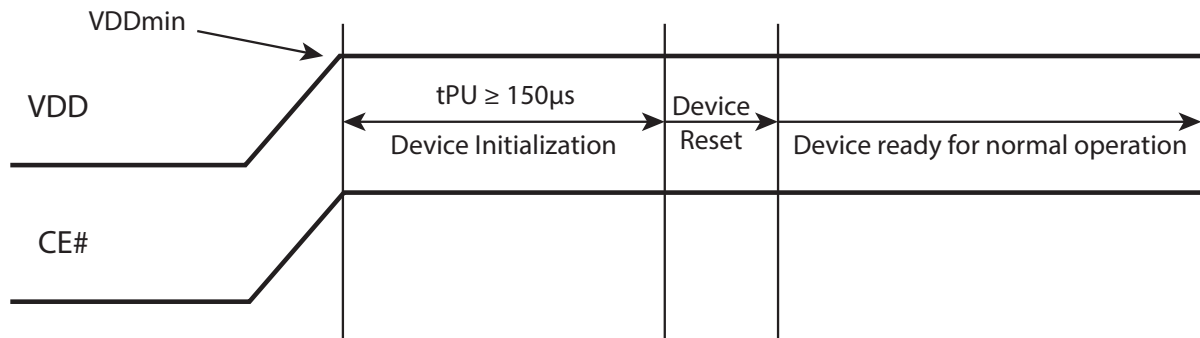 VDDmin
VDD
tPU ≥ 150μs
Device Initialization
Device
Reset
Device ready for normal operation
CE#